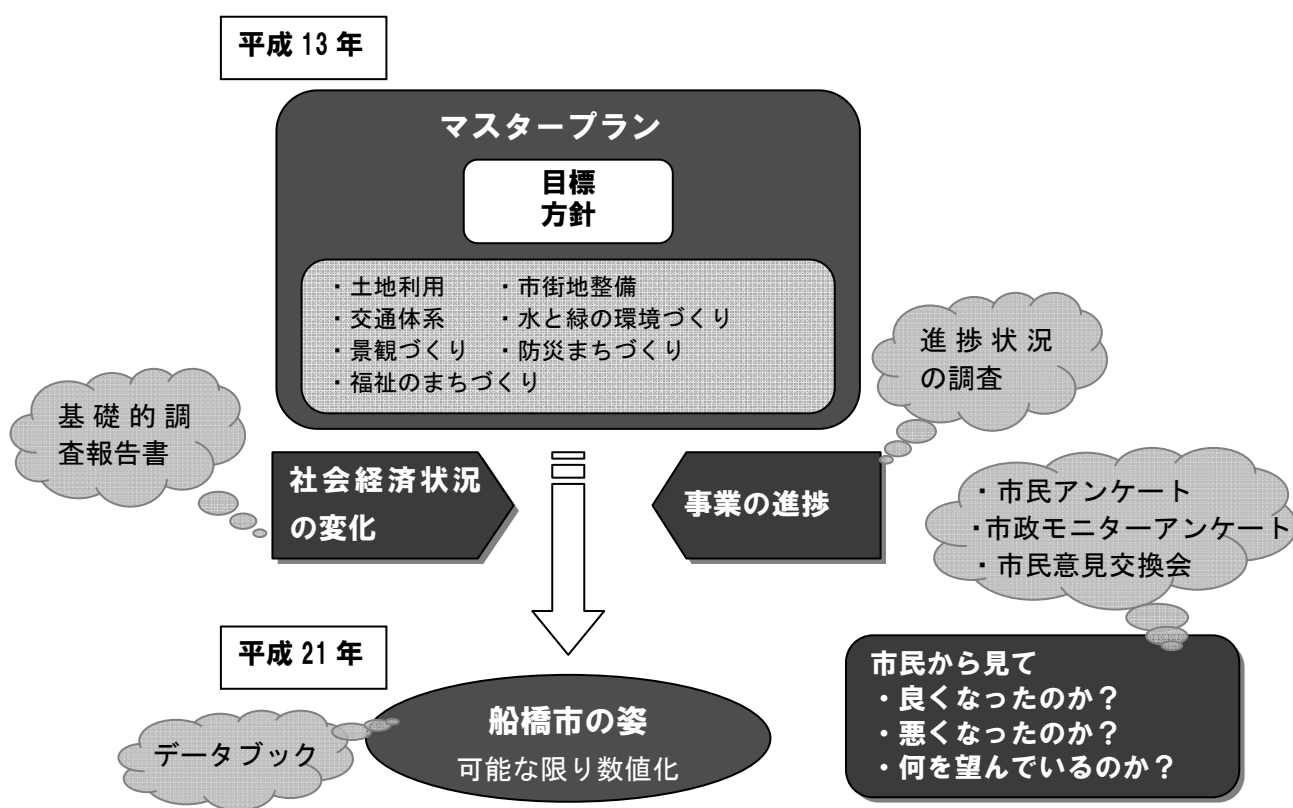 平成 13 年
マスタープラン
目標
方針
・土地利用　・市街地整備
・交通体系　・水と緑の環境づくり
・景観づくり　・防災まちづくり
・福祉のまちづくり
進捗状況
の調査
基礎的調
査報告書
社会経済状況
の変化
事業の進捗
・市民アンケート
・市政モニターアンケート
・市民意見交換会
平成 21 年
市民から見て
・良くなったのか？
・悪くなったのか？
・何を望んでいるのか？
船橋市の姿
可能な限り数値化
データブック